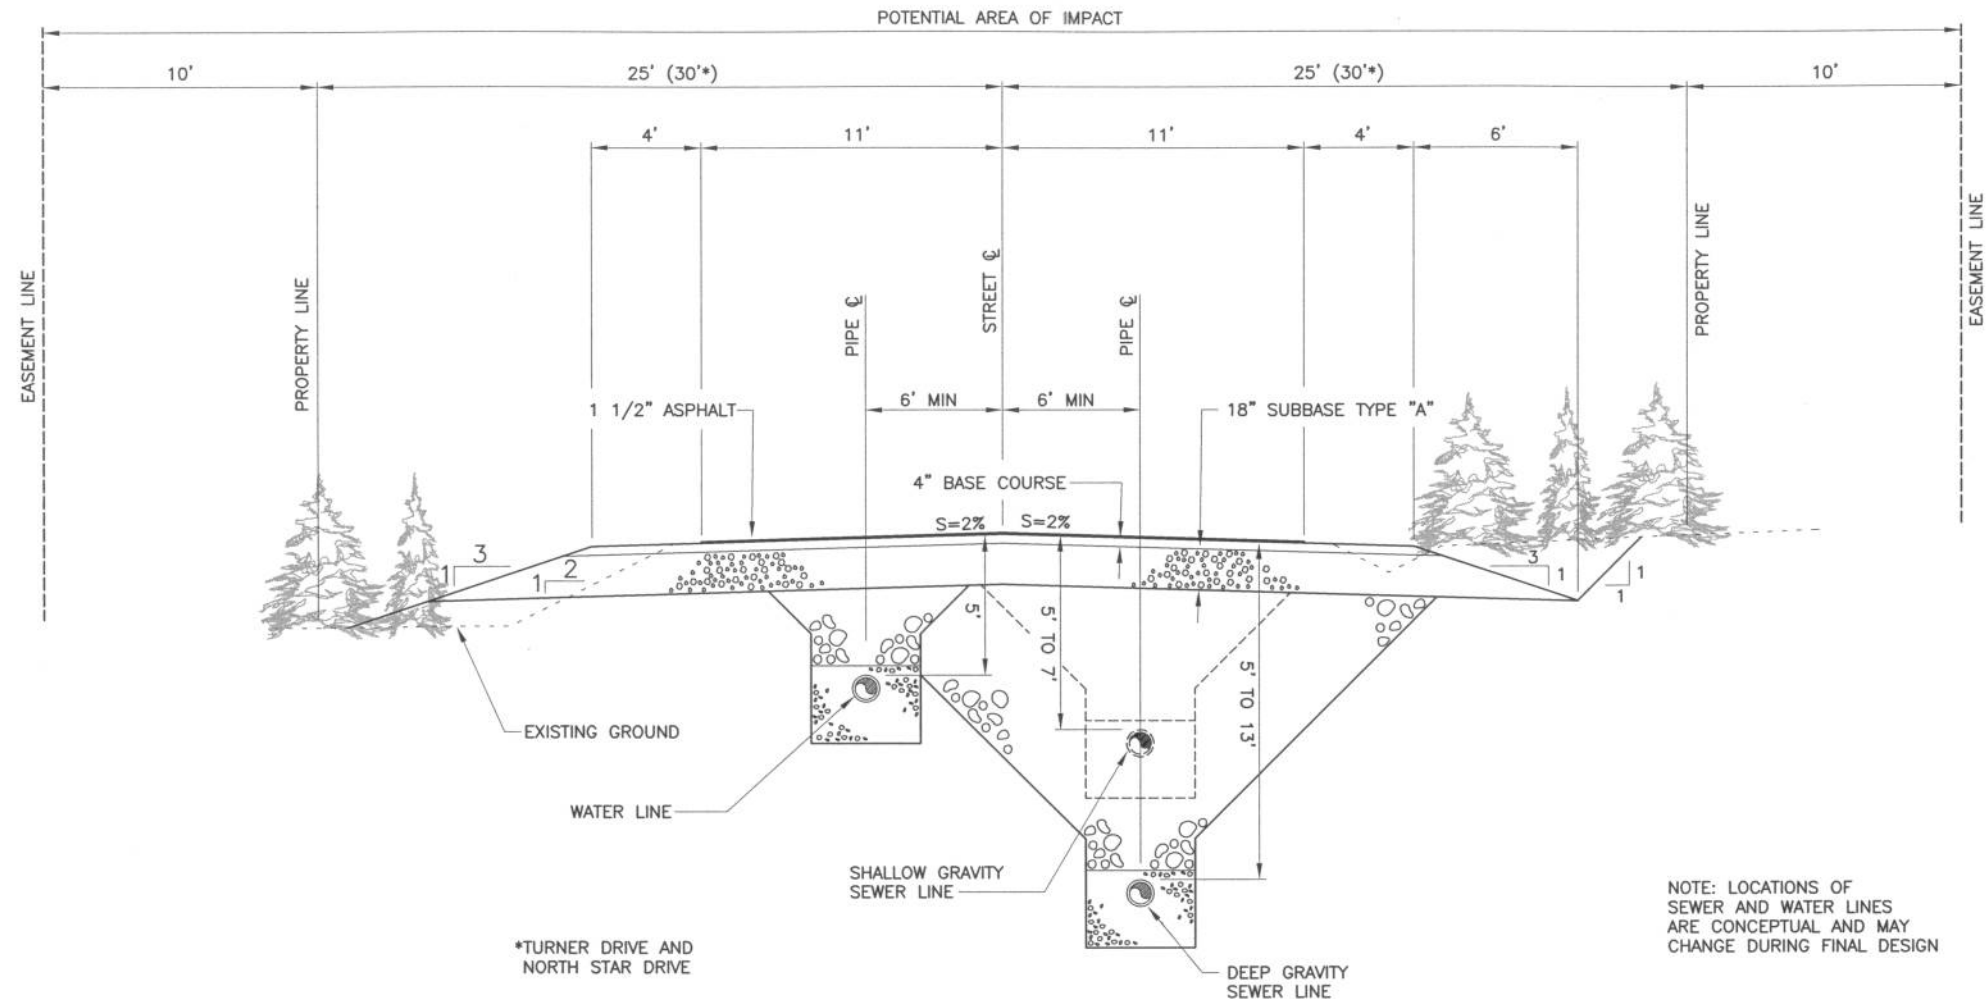 POTENTIAL AREA OF IMPACT
10'
25' (30'*)
25' (30'*)
10'
4'
11'
11'
4'
6'
EASEMENT LINE
PROPERTY LINE
PIPE ℄
STREET ℄
PIPE ℄
PROPERTY LINE
EASEMENT LINE
1 1/2" ASPHALT
6' MIN
6' MIN
18" SUBBASE TYPE "A"
4" BASE COURSE
S=2%
S=2%
3
1
2
1
3
1
1
1
5'
5' TO 7'
5' TO 13'
EXISTING GROUND
WATER LINE
SHALLOW GRAVITY
SEWER LINE
DEEP GRAVITY
SEWER LINE
*TURNER DRIVE AND
NORTH STAR DRIVE
NOTE: LOCATIONS OF
SEWER AND WATER LINES
ARE CONCEPTUAL AND MAY
CHANGE DURING FINAL DESIGN